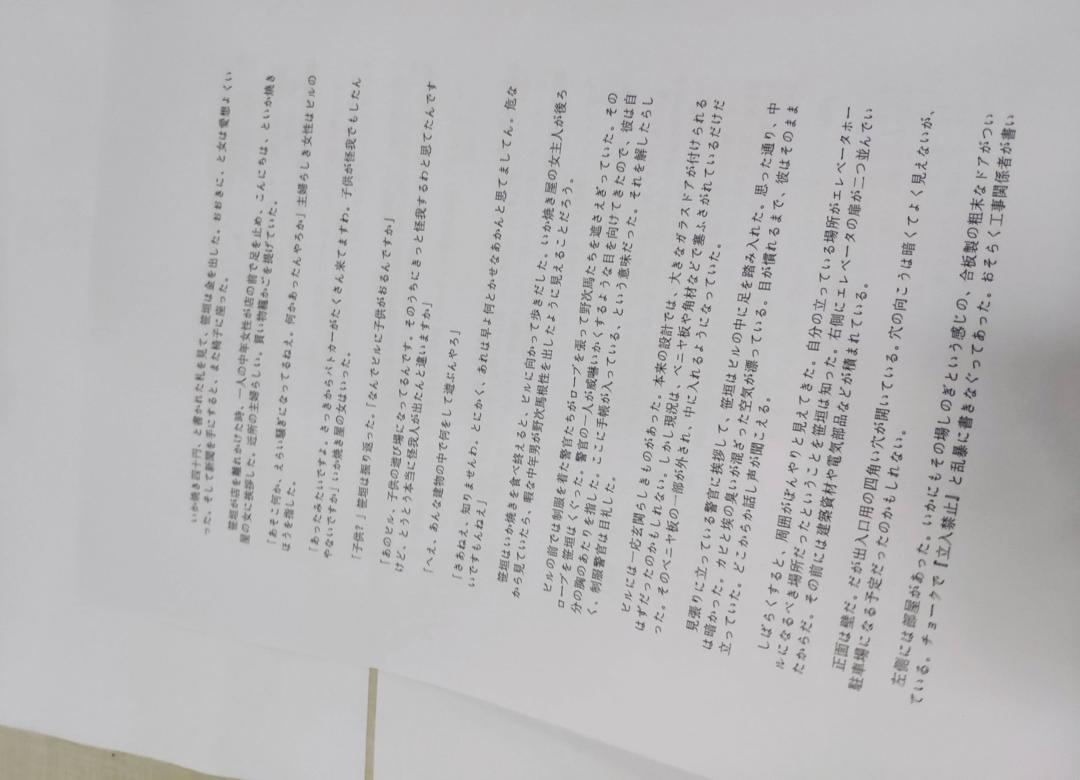 いか焼き四十円、と書かれた札を見て、笹垣は金を出した。おおきに、と女は愛想よくい
った、そして新聞を手にすると、また椅子に座った。
笹垣が店を離れかけた時、一人の中年女性が店の前で足を止め、こんにちは、といか焼き
屋の女に挨拶した。近所の主婦らしい。買い物籠かごを提げていた。
「あそこ何か、えらい騒ぎになってるねえ。何かあったんやろか」主婦らしき女性はビルの
ほうを指した。
「あったみたいですよ。さっきからパトカーがたくさん来てますわ。子供が怪我でもしたん
やないですか」いか焼き屋の女はいった。
「子供？」笹垣は振り返った。「なんでビルに子供がおるんですか」
「あのビル、子供の遊び場になってるんです。そのうちにきっと怪我するわと思てたんです
けど、とうとう本当に怪我人が出たんと違いますか」
「へえ、あんな建物の中で何をして遊ぶんやろ」
「さあねえ、知りませんわ。とにかく、あれは早よ何とかせなあかんと思てましてん。危な
いですもんねえ」
笹垣はいか焼きを食べ終えると、ビルに向かって歩きだした。いか焼き屋の女主人が後ろ
から見ていたら、暇な中年男が野次馬根性を出したように見えることだろう。
ビルの前では制服を着た警官たちがロープを張って野次馬たちを遮さえぎっていた。その
ロープを笹垣はくぐった。警官の一人が威嚇いかくするような目を向けてきたので、彼は自
分の胸のあたりを指した。ここに手帳が入っている、という意味だった。それを解したらし
く、制服警官は目礼した。
ビルには一応玄関らしきものがあった。本来の設計では、大きなガラスドアが付けられる
はずだったのかもしれない。しかし現況は、ベニヤ板や角材などで塞ふさがれているだけだ
った。そのベニヤ板の一部が外され、中に入れるようになっていた。
見張りに立っている警官に挨拶して、笹垣はビルの中に足を踏み入れた。思った通り、中
は暗かった。カビと埃の臭いが混ざった空気が漂っている。目が慣れるまで、彼はそのまま
立っていた。どこからか話し声が聞こえる。
しばらくすると、周囲がぼんやりと見えてきた。自分の立っている場所がエレベータホー
ルになるべき場所だったということを笹垣は知った。右側にエレベータの扉が二つ並んでい
たからだ。その前には建築資材や電気部品などが積まれている。
正面は壁だ。だが出入口用の四角い穴が開いている。穴の向こうは暗くてよく見えないが、
駐車場になる予定だったのかもしれない。
左側には部屋があった。いかにもその場しのぎという感じの、合板製の粗末なドアがつい
ている。チョークで『立入禁止』と乱暴に書きなぐってあった。おそらく工事関係者が書い